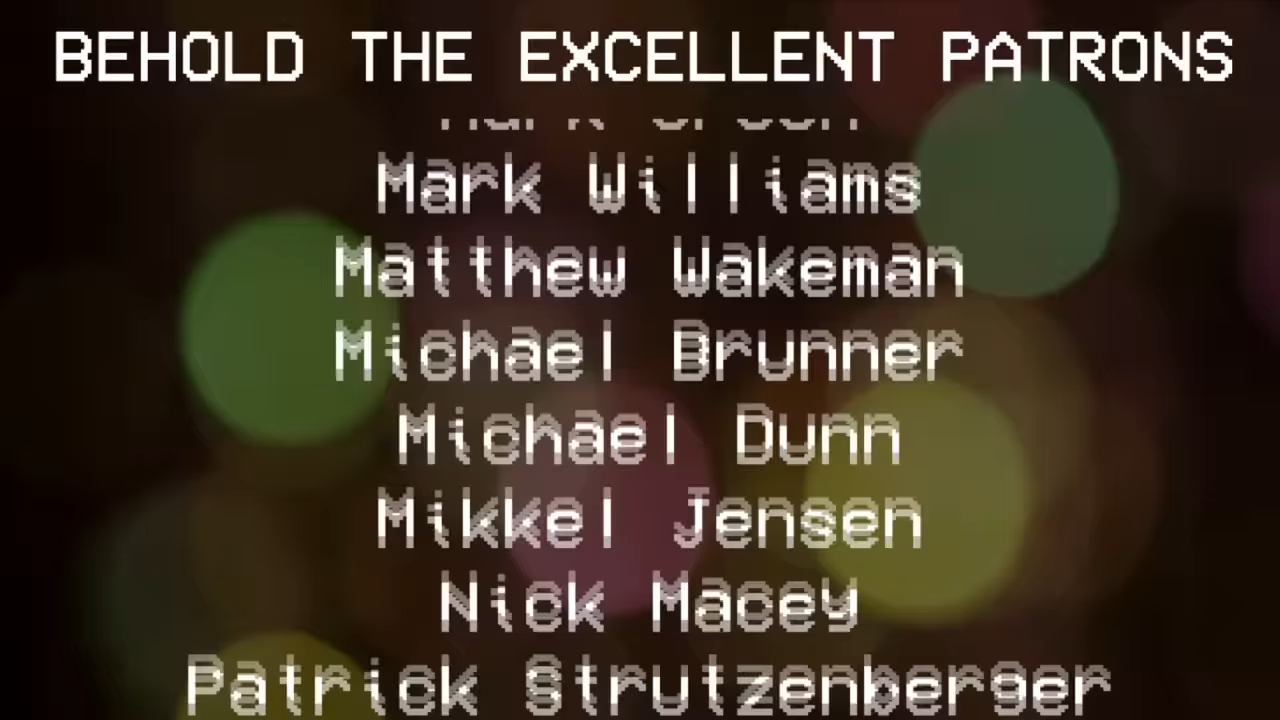 BEHOLD THE EXCELLENT PATRONS
Mark Williams
Matthew Wakeman
Michael Brunner
Michael Dunn
Mikkel Jensen
Nick Macey
Patrick Strutzenberger